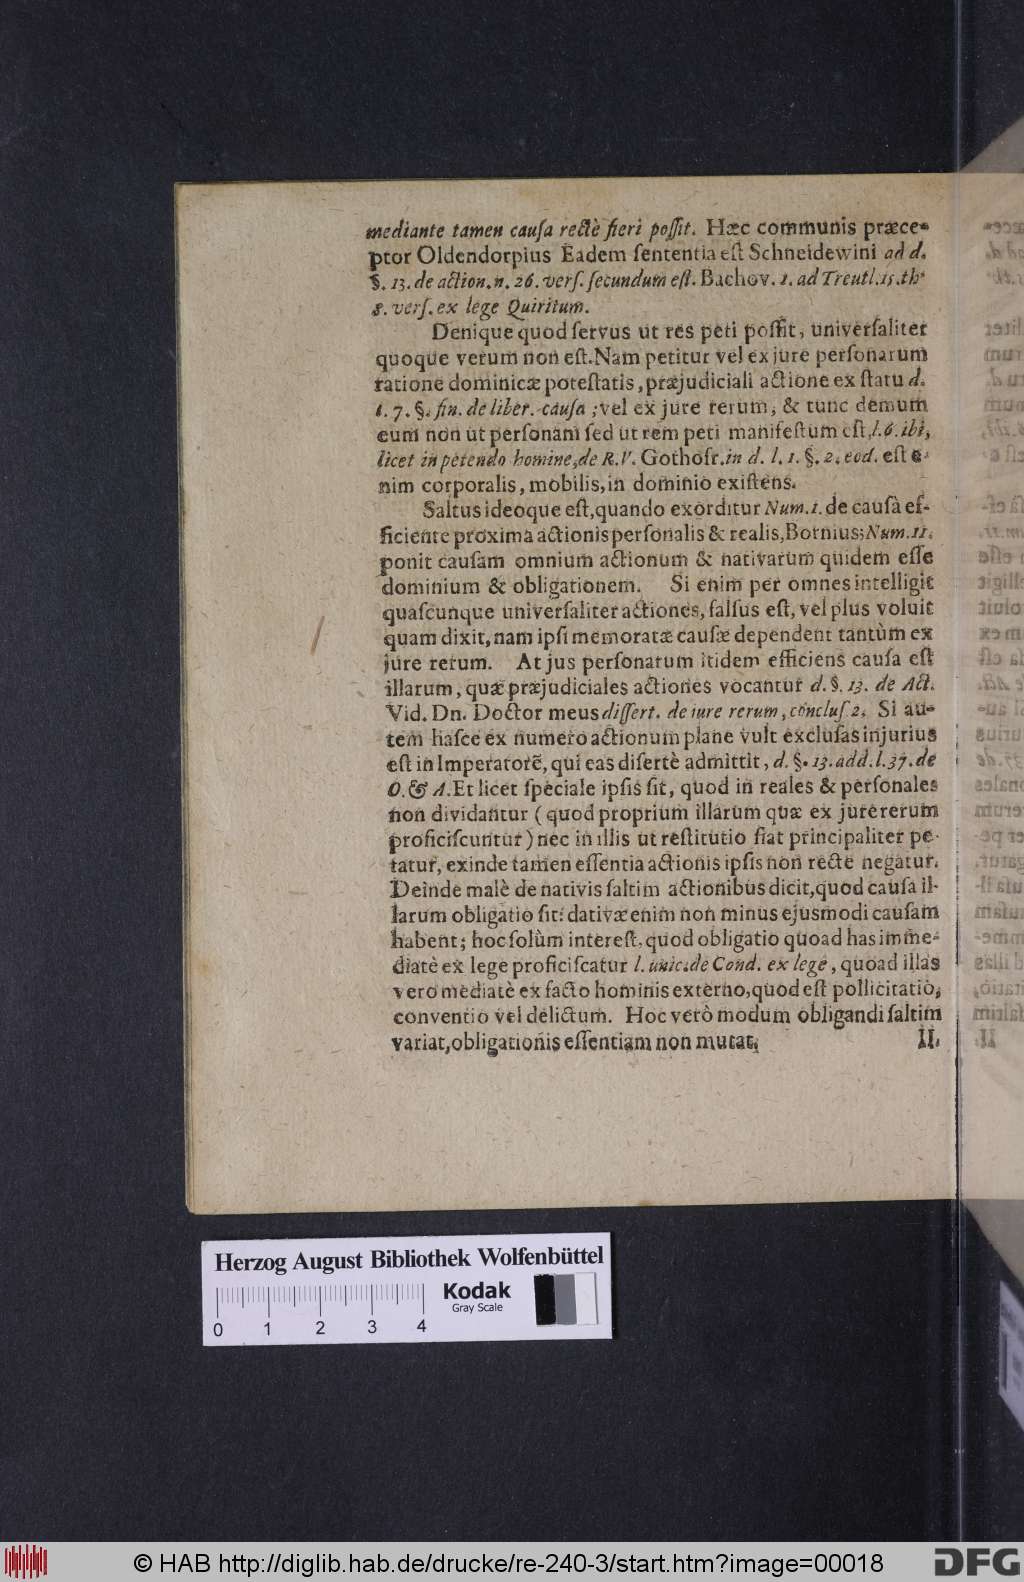 mediante tamen cauſa rectè fieri poſſit. Hæc communis præce-
ptor Oldendorpius Eadem ſententia eſt Schneidewini ad d.
§. 13. de action. n. 26. verſ. ſecundum eſt. Bachov. 1. ad Treutl. 15. th.
8. verſ. ex lege Quiritum.
Denique quod ſervus ut res peti poſſit, univerſaliter
quoque verum non eſt. Nam petitur vel ex jure perſonarum
ratione dominicæ poteſtatis, præjudiciali actione ex ſtatu d.
l. 7. §. fin. de liber. cauſa; vel ex jure rerum, & tunc demum
eum non ut perſonam ſed ut rem peti manifeſtum eſt, l. 6. ibi,
licet in petendo homine, de R. V. Gothofr. in d. l. 1. §. 2. eod. eſt e-
nim corporalis, mobilis, in dominio exiſtens.
Saltus ideoque eſt, quando exorditur Num. 1. de causâ ef-
ficiente proxima actionis perſonalis & realis, Bornius; Num. 11.
ponit cauſam omnium actionum & nativarum quidem eſſe
dominium & obligationem. Si enim per omnes intelligit
quaſcunque univerſaliter actiones, falſus eſt, vel plus voluit
quam dixit, nam ipſi memoratæ cauſæ dependent tantùm ex
jure rerum. At jus perſonarum itidem efficiens cauſa eſt
illarum, quæ præjudiciales actiones vocantur d. §. 13. de Act.
Vid. Dn. Doctor meus diſſert. de iure rerum, concluſ. 2. Si au-
tem haſce ex numero actionum plane vult excluſas injurius
eſt in Imperatorē, qui eas diſertè admittit, d. §. 13. add. l. 37. de
O. & A. Et licet ſpeciale ipſis ſit, quod in reales & perſonales
non dividantur ( quod proprium illarum quæ ex jure rerum
proficiſcuntur ) nec in illis ut reſtitutio fiat principaliter pe-
tatur, exinde tamen eſſentia actionis ipſis non recte negatur.
Deinde malè de nativis ſaltim actionibus dicit, quod cauſa il-
larum obligatio ſit: dativæ enim non minus ejusmodi cauſam
habent; hoc ſolùm intereſt, quod obligatio quoad has imme-
diatè ex lege proficiſcatur l. unic. de Cond. ex lege, quoad illas
vero mediatè ex facto hominis externo, quod eſt pollicitatio,
conventio vel delictum. Hoc verò modum obligandi ſaltim
variat, obligationis eſſentiam non mutat.
II.
Herzog August Bibliothek Wolfenbüttel
Kodak
Gray Scale
0 1 2 3 4
© HAB http://diglib.hab.de/drucke/re-240-3/start.htm?image=00018
DFG